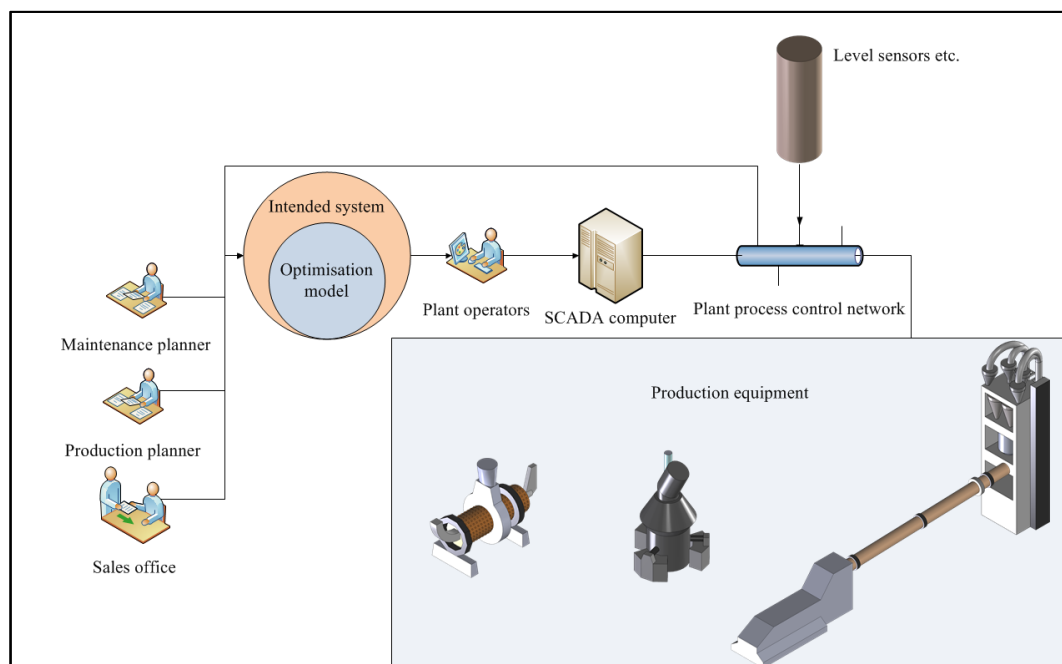 Level sensors etc.
Intended system
Optimisation
model
Plant operators
SCADA computer
Plant process control network
Maintenance planner
Production planner
Sales office
Production equipment